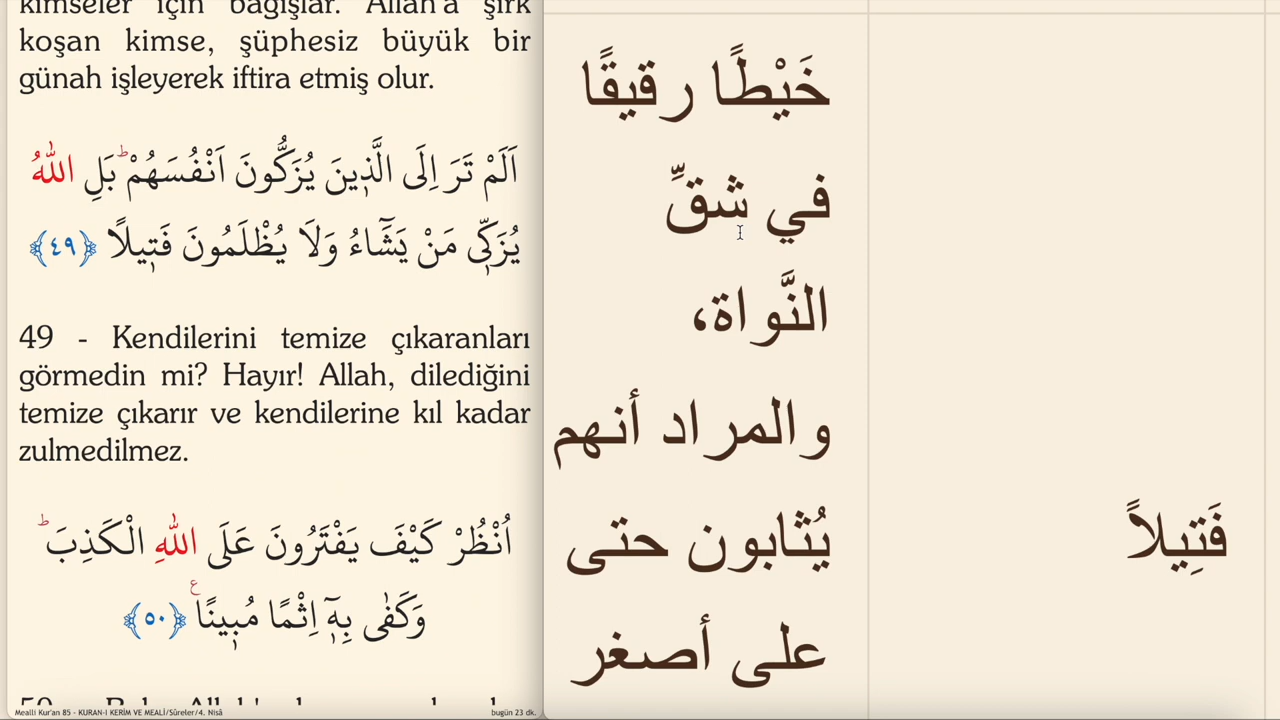 kimseler için bağışlar. Allah'a şirk
koşan kimse, şüphesiz büyük bir
günah işleyerek iftira etmiş olur.
اَلَمْ تَرَ اِلَى الَّذ۪ينَ يُزَكُّونَ اَنْفُسَهُمْۜ بَلِ اللّٰهُ
يُزَكّ۪ي مَنْ يَشَٓاءُ وَلَا يُظْلَمُونَ فَت۪يلًا ﴿٤٩﴾
49 - Kendilerini temize çıkaranları
görmedin mi? Hayır! Allah, dilediğini
temize çıkarır ve kendilerine kıl kadar
zulmedilmez.
اُنْظُرْ كَيْفَ يَفْتَرُونَ عَلَى اللّٰهِ الْكَذِبَۜ
وَكَفٰى بِه۪ٓ اِثْمًا مُب۪ينًا۟ ﴿٥٠﴾
Mealli Kur'an 85 - KURAN-I KERİM VE MEALİ/Sûreler/4. Nisâ
bugün 23 dk.
خَيْطًا رقيقًا
في شقِّ
النَّواة،
والمراد أنهم
يُثابون حتى
على أصغر
فَتِيلاً